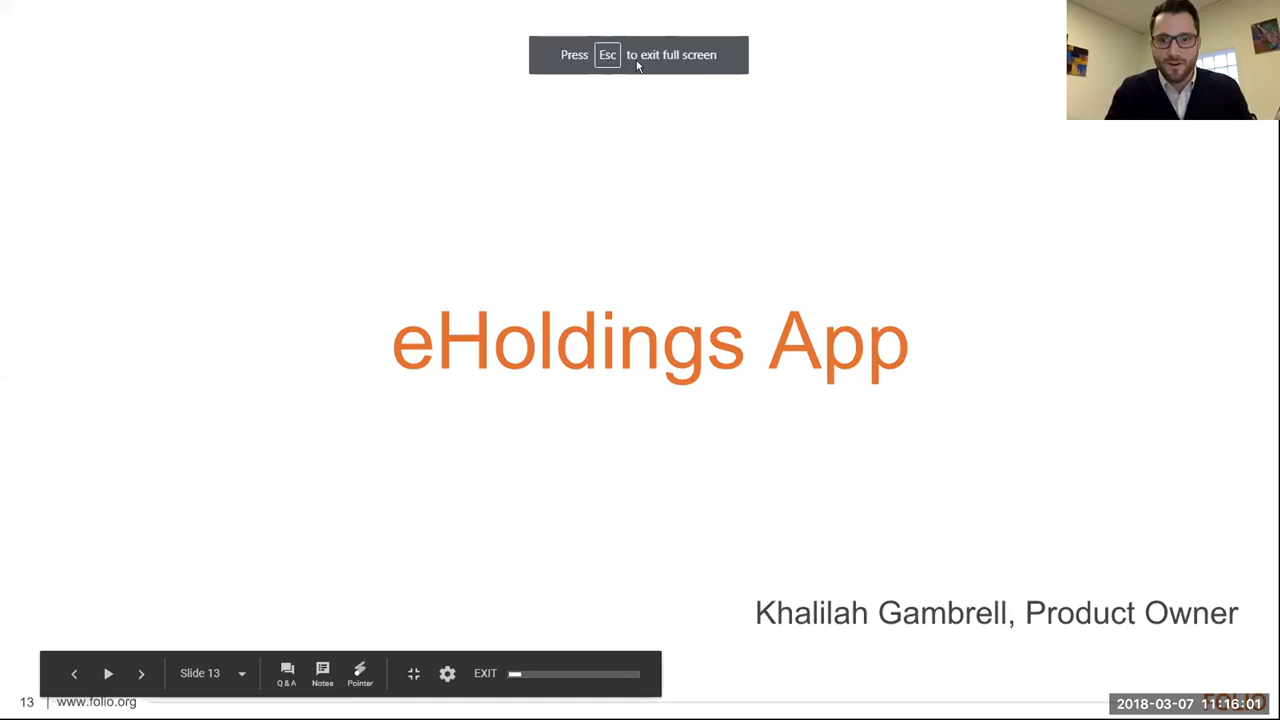 Press Esc to exit full screen
eHoldings App
Khalilah Gambrell, Product Owner
Slide 13
Q & A
Notes
Pointer
EXIT
13 | www.folio.org
FOLIO
2018-03-07 11:16:01